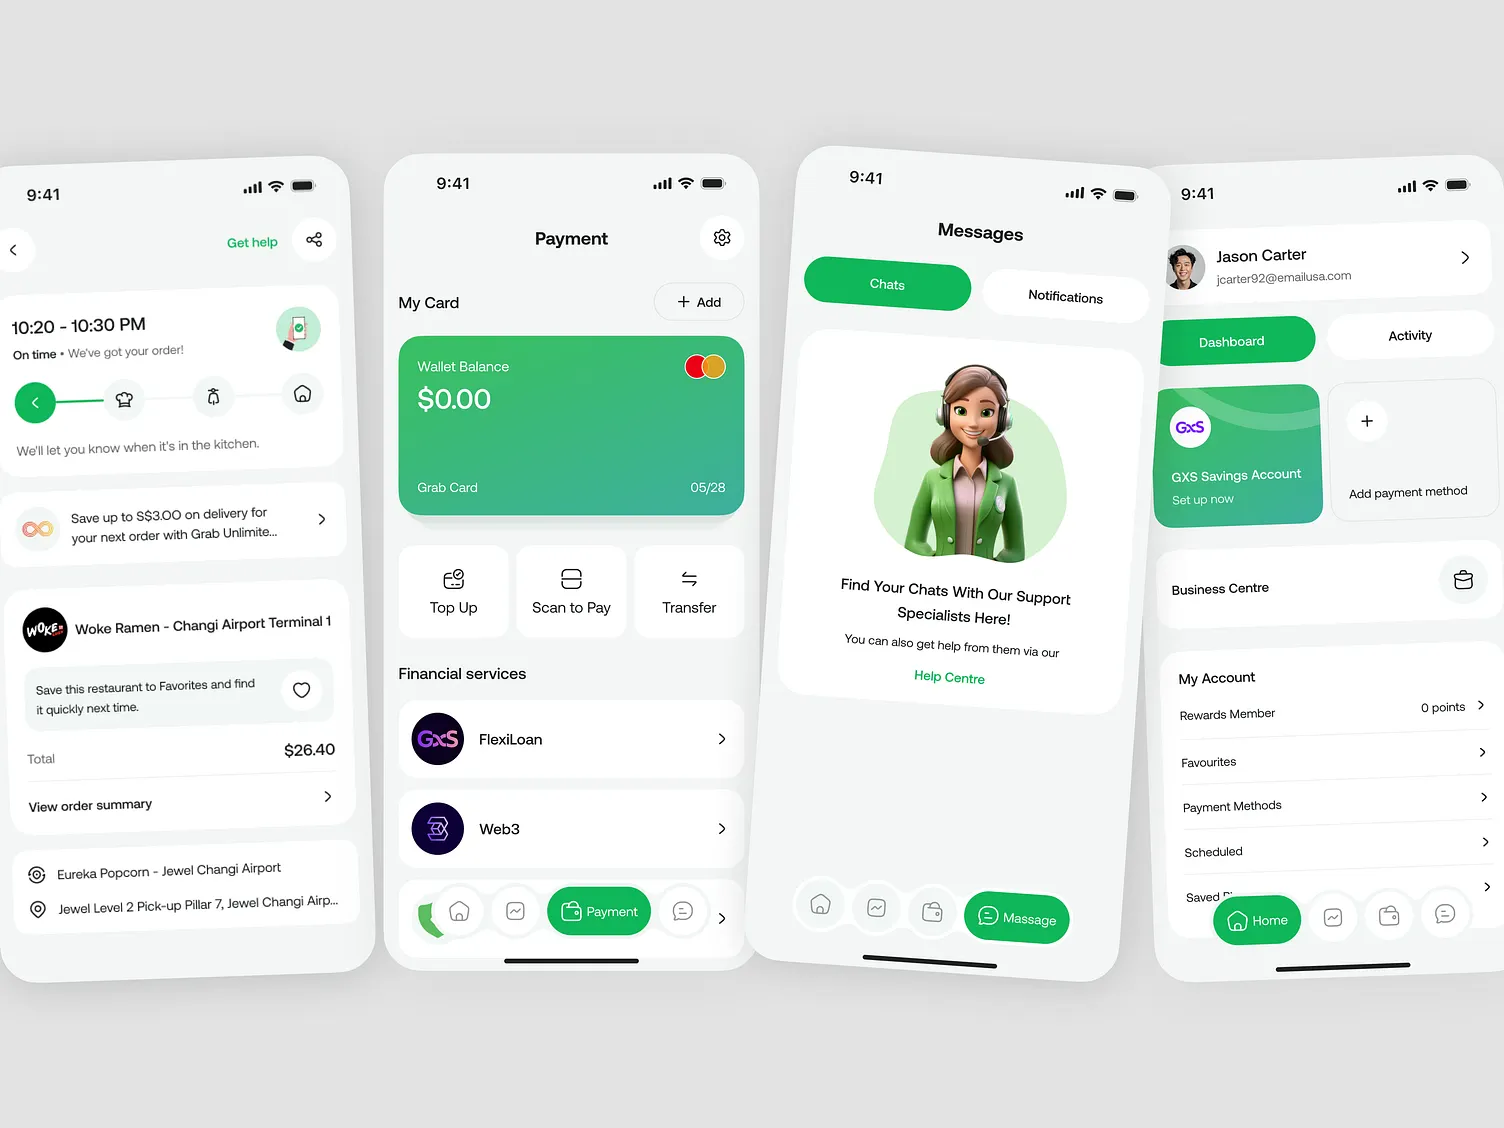 9:41
Get help
10:20 - 10:30 PM
On time • We've got your order!
We'll let you know when it's in the kitchen.
Save up to S$3.00 on delivery for
your next order with Grab Unlimite...
WOKE
Woke Ramen - Changi Airport Terminal 1
Save this restaurant to Favorites and find
it quickly next time.
Total
$26.40
View order summary
Eureka Popcorn - Jewel Changi Airport
Jewel Level 2 Pick-up Pillar 7, Jewel Changi Airp...
9:41
Payment
My Card
+ Add
Wallet Balance
$0.00
Grab Card
05/28
Top Up
Scan to Pay
Transfer
Financial services
GXS
FlexiLoan
Web3
Payment
9:41
Messages
Chats
Notifications
Find Your Chats With Our Support
Specialists Here!
You can also get help from them via our
Help Centre
Massage
9:41
Jason Carter
jcarter92@emailusa.com
Dashboard
Activity
GXS
GXS Savings Account
Set up now
Add payment method
Business Centre
My Account
Rewards Member
0 points
Favourites
Payment Methods
Scheduled
Saved
Home